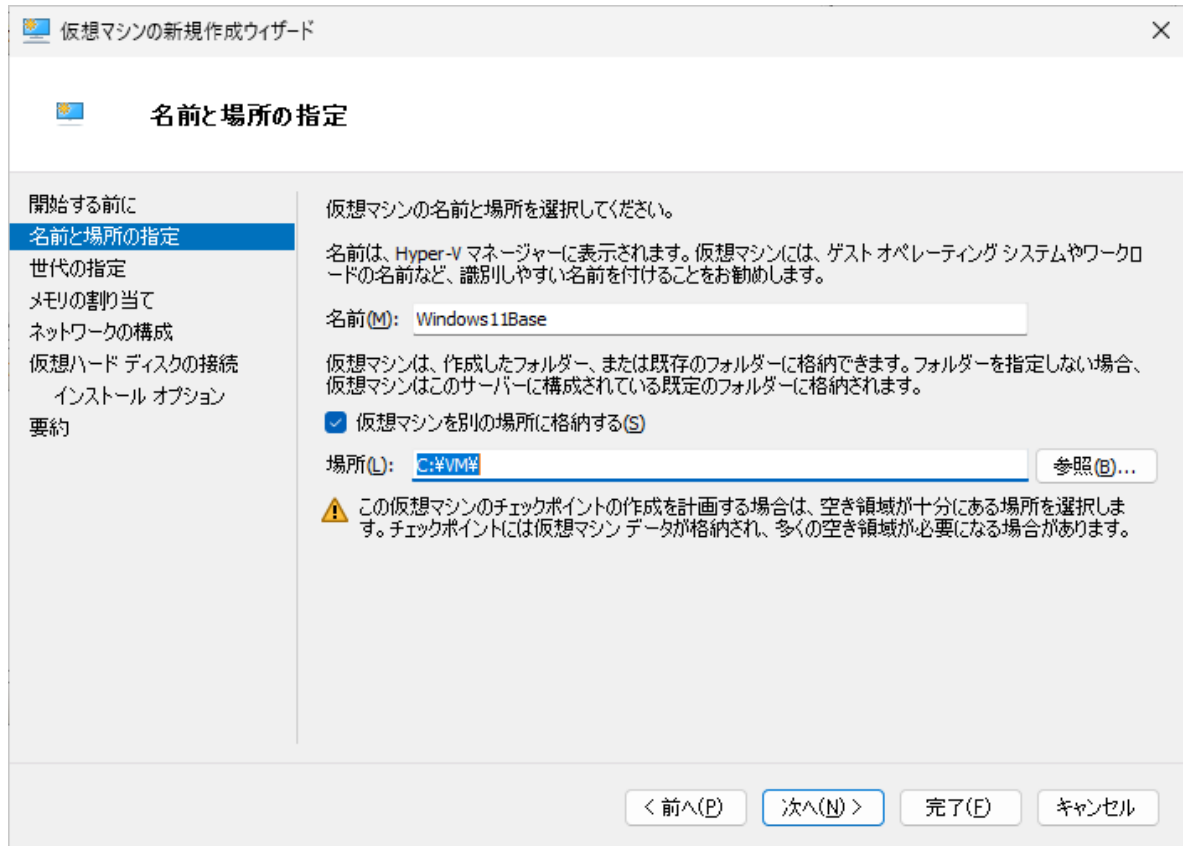 仮想マシンの新規作成ウィザード
名前と場所の指定
開始する前に
名前と場所の指定
世代の指定
メモリの割り当て
ネットワークの構成
仮想ハード ディスクの接続
インストール オプション
要約
仮想マシンの名前と場所を選択してください。
名前は、Hyper-V マネージャーに表示されます。仮想マシンには、ゲスト オペレーティング システムやワークロ
ードの名前など、識別しやすい名前を付けることをお勧めします。
名前(M): Windows11Base
仮想マシンは、作成したフォルダー、または既存のフォルダーに格納できます。フォルダーを指定しない場合、
仮想マシンはこのサーバーに構成されている既定のフォルダーに格納されます。
仮想マシンを別の場所に格納する(S)
場所(L): C:¥VM¥ 参照(B)...
この仮想マシンのチェックポイントの作成を計画する場合は、空き領域が十分にある場所を選択しま
す。チェックポイントには仮想マシン データが格納され、多くの空き領域が必要になる場合があります。
< 前へ(P) 次へ(N) > 完了(F) キャンセル